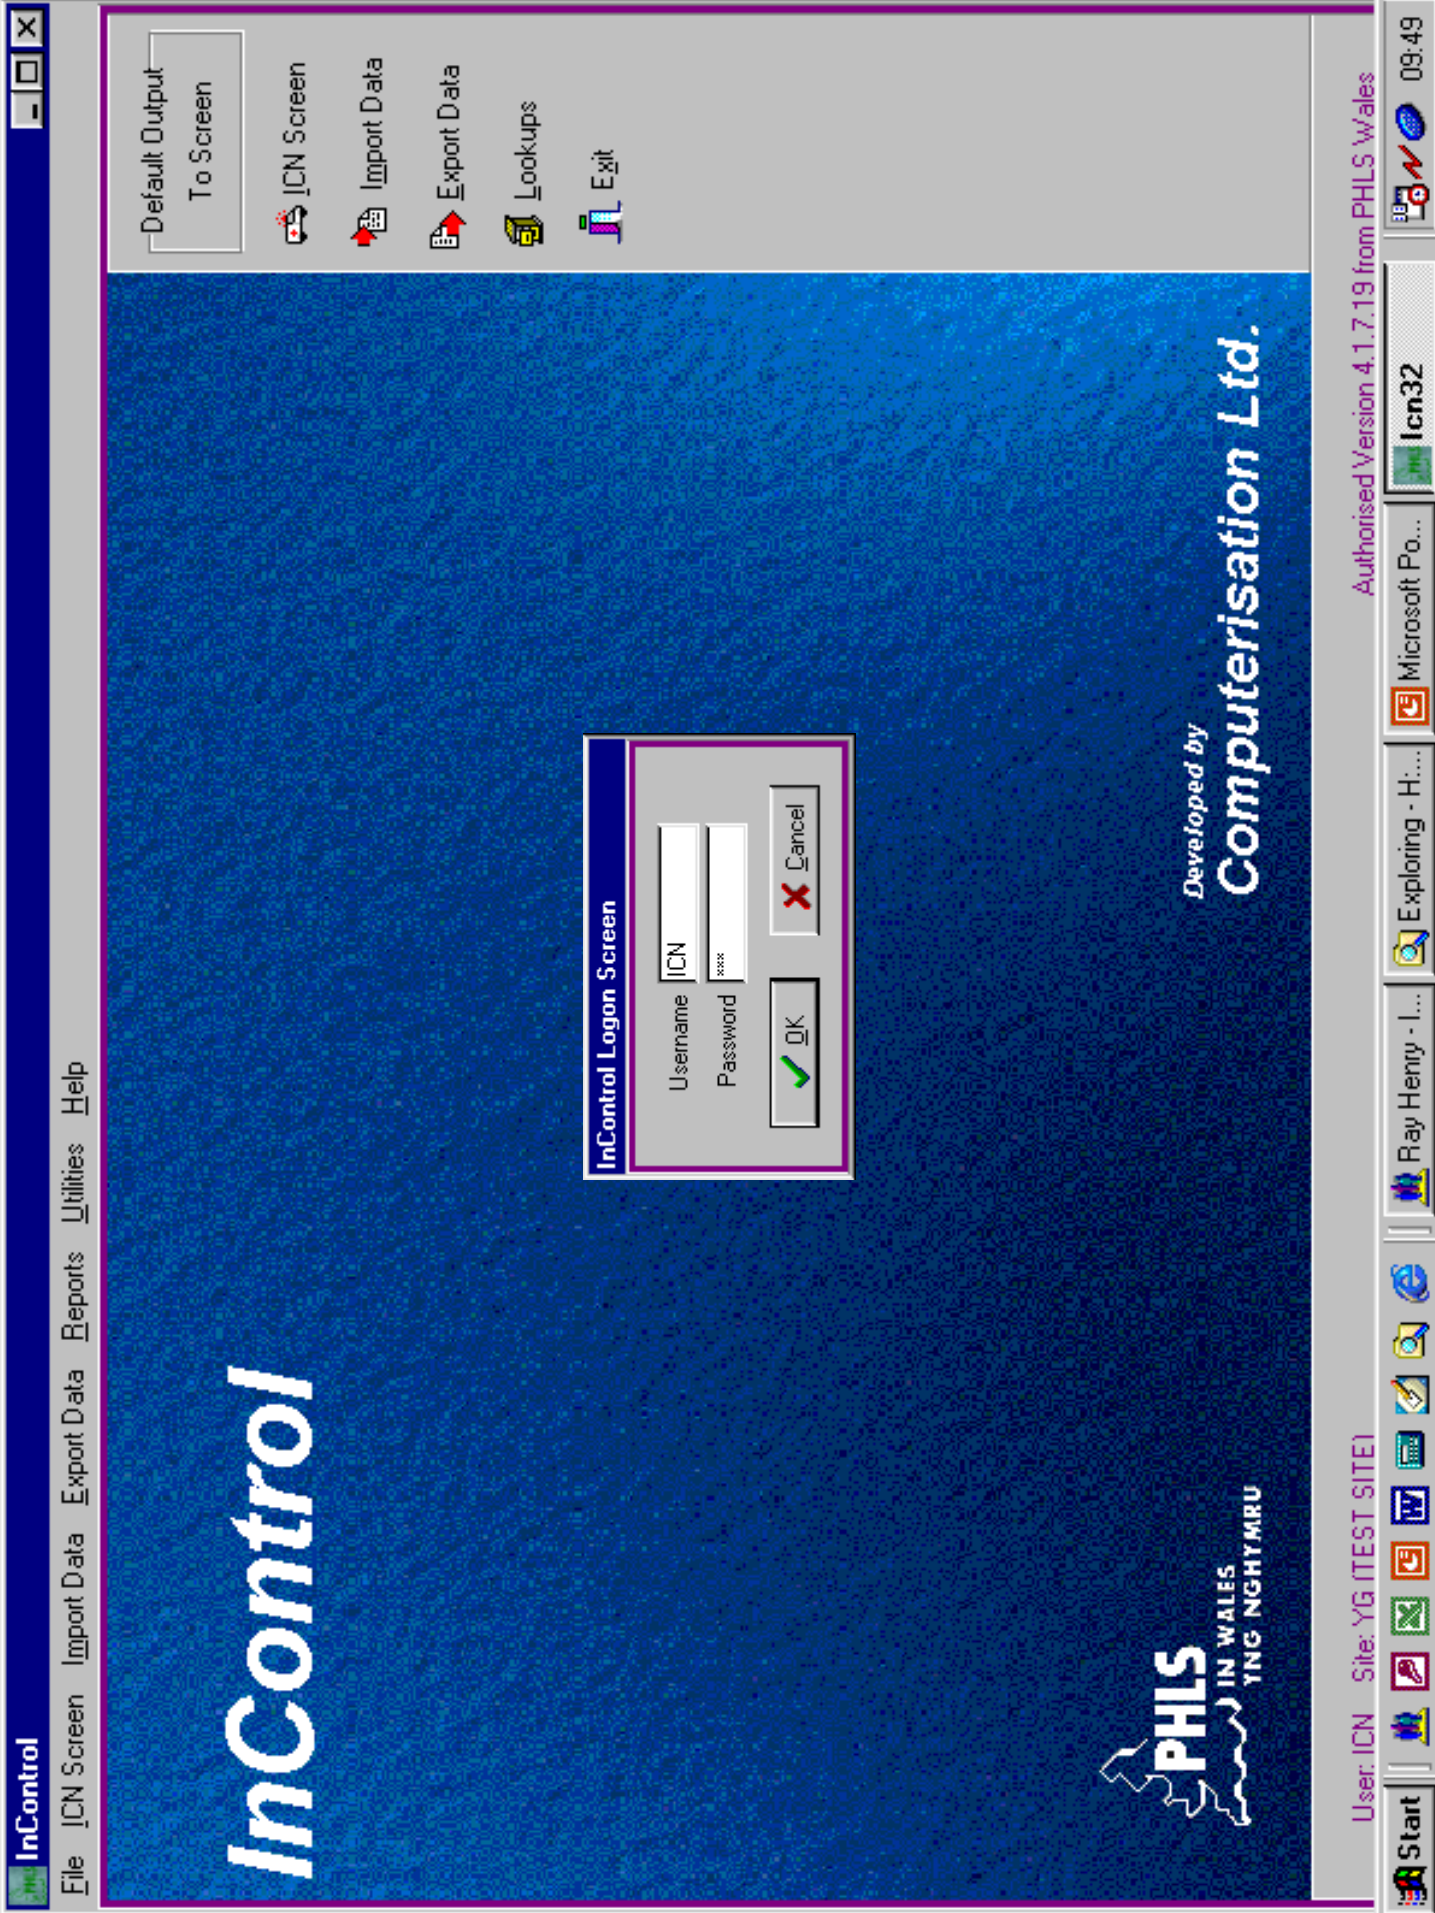 InControl
File ICN Screen Import Data Export Data Reports Utilities Help
InControl
Default Output
To Screen
ICN Screen
Import Data
Export Data
Lookups
Exit
InControl Logon Screen
Username ICN
Password ***
OK Cancel
PHLS
IN WALES
YNG NGHYMRU
Developed by
Computerisation Ltd.
User: ICN Site: YG (TEST SITE) Authorised Version 4.1.7.19 from PHLS Wales
Start Ray Henry - I... Exploring - H:... Microsoft Po... Icn32 09:49